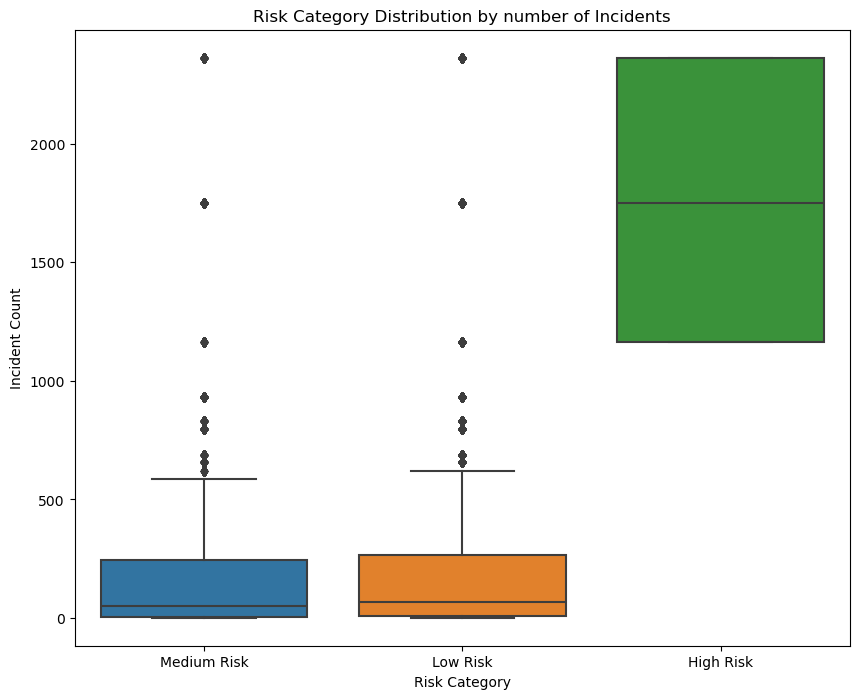 Risk Category Distribution by number of Incidents
Incident Count
2000
1500
1000
500
0
Medium Risk
Low Risk
High Risk
Risk Category